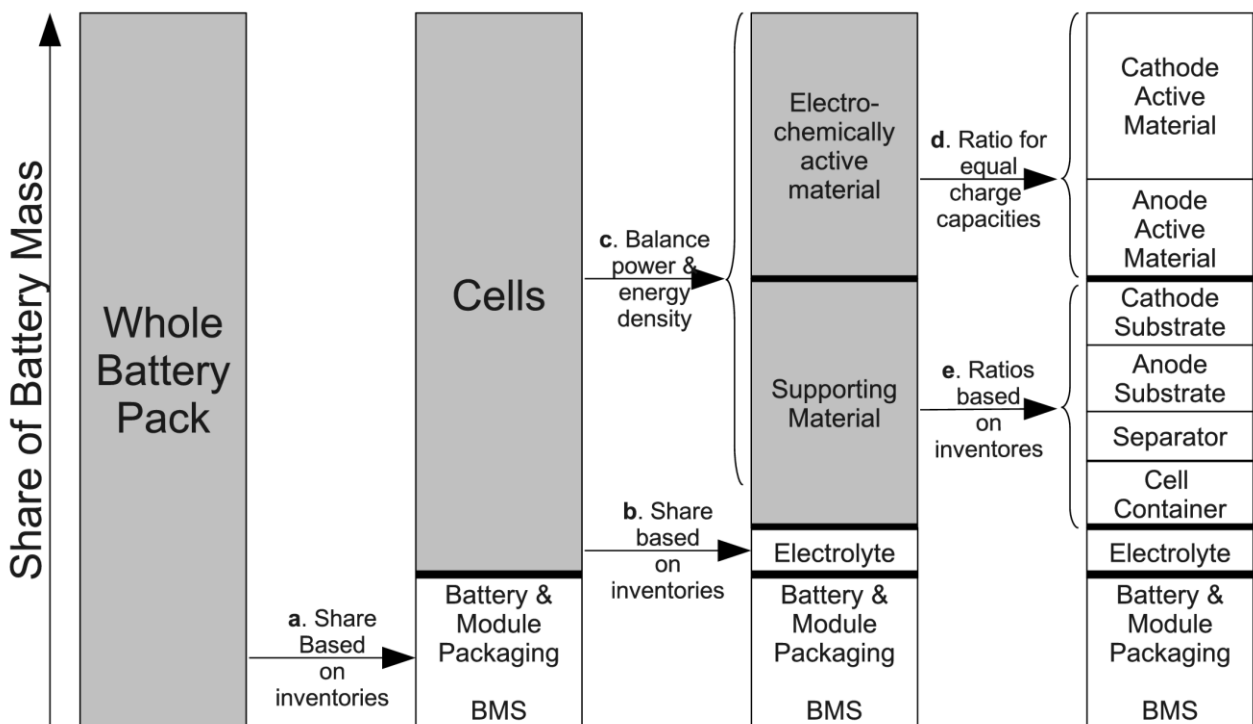 Share of Battery Mass
Whole
Battery
Pack
a. Share
Based
on
inventories
Cells
Battery &
Module
Packaging
BMS
c. Balance
power &
energy
density
b. Share
based
on
inventories
Electro-
chemically
active
material
Supporting
Material
Electrolyte
Battery &
Module
Packaging
BMS
d. Ratio for
equal
charge
capacities
e. Ratios
based
on
inventores
Cathode
Active
Material
Anode
Active
Material
Cathode
Substrate
Anode
Substrate
Separator
Cell
Container
Electrolyte
Battery &
Module
Packaging
BMS